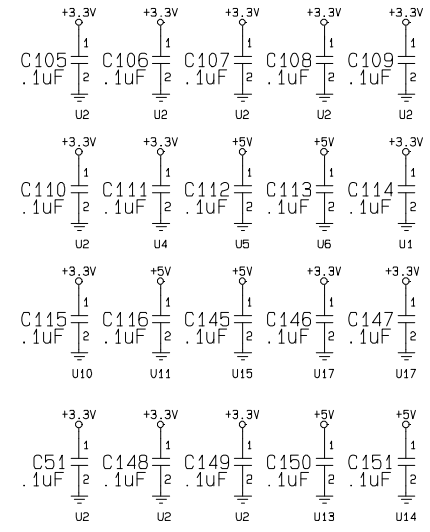 +3.3V +3.3V +3.3V +3.3V +3.3V
1 1 1 1 1
C105 C106 C107 C108 C109
.1uF 2 .1uF 2 .1uF 2 .1uF 2 .1uF 2
U2 U2 U2 U2 U2
+3.3V +3.3V +5V +5V +3.3V
1 1 1 1 1
C110 C111 C112 C113 C114
.1uF 2 .1uF 2 .1uF 2 .1uF 2 .1uF 2
U2 U4 U5 U6 U1
+3.3V +5V +5V +3.3V +3.3V
1 1 1 1 1
C115 C116 C145 C146 C147
.1uF 2 .1uF 2 .1uF 2 .1uF 2 .1uF 2
U10 U11 U15 U17 U17
+3.3V +3.3V +3.3V +5V +5V
1 1 1 1 1
C51 C148 C149 C150 C151
.1uF 2 .1uF 2 .1uF 2 .1uF 2 .1uF 2
U2 U2 U2 U13 U14